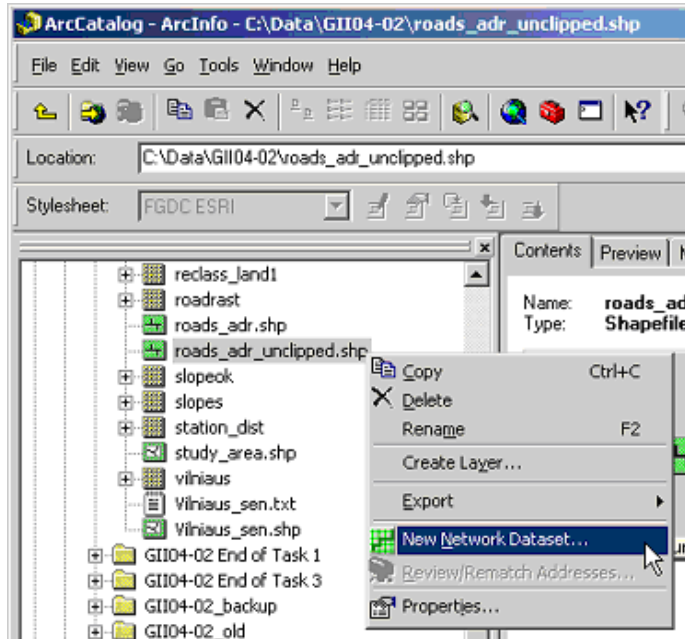 ArcCatalog - ArcInfo - C:\Data\GII04-02\roads_adr_unclipped.shp
File Edit View Go Tools Window Help
Location: C:\Data\GII04-02\roads_adr_unclipped.shp
Stylesheet: FGDC ESRI
Contents Preview
reclass_land1
roadrast
roads_adr.shp
roads_adr_unclipped.shp
slopeok
slopes
station_dist
study_area.shp
vilniaus
Vilniaus_sen.txt
Vilniaus_sen.shp
GII04-02 End of Task 1
GII04-02 End of Task 3
GII04-02_backup
GII04-02_old
Name: roads_ad
Type: Shapefile
Copy Ctrl+C
Delete
Rename F2
Create Layer...
Export
New Network Dataset...
Review/Rematch Addresses...
Properties...